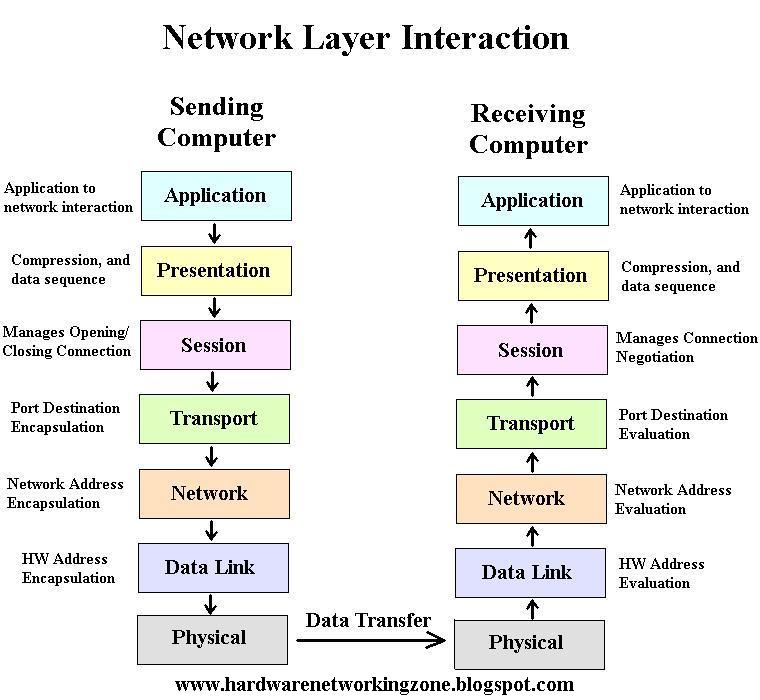 Network Layer Interaction
Sending
Computer
Application to
network interaction
Application
Compression, and
data sequence
Presentation
Manages Opening/
Closing Connection
Session
Port Destination
Encapsulation
Transport
Network Address
Encapsulation
Network
HW Address
Encapsulation
Data Link
Physical
Data Transfer
Receiving
Computer
Application
Application to
network interaction
Presentation
Compression, and
data sequence
Session
Manages Connection
Negotiation
Transport
Port Destination
Evaluation
Network
Network Address
Evaluation
Data Link
HW Address
Evaluation
Physical
www.hardwarenetworkingzone.blogspot.com